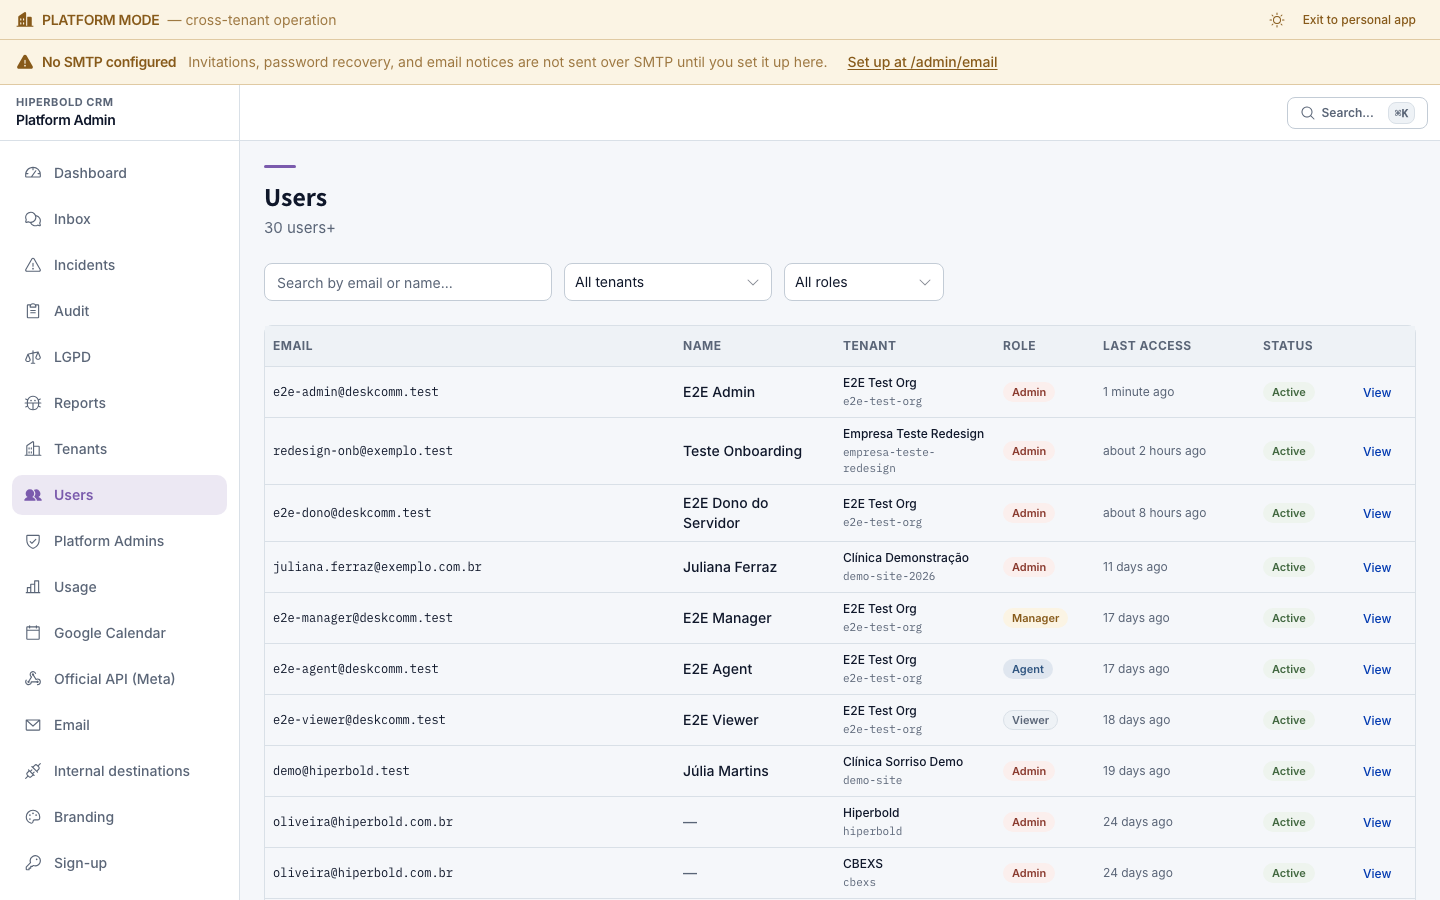 PLATFORM MODE — cross-tenant operation
Exit to personal app
No SMTP configured Invitations, password recovery, and email notices are not sent over SMTP until you set it up here. Set up at /admin/email
HIPERBOLD CRM
Platform Admin
Search... ⌘K
Dashboard
Inbox
Incidents
Audit
LGPD
Reports
Tenants
Users
Platform Admins
Usage
Google Calendar
Official API (Meta)
Email
Internal destinations
Branding
Sign-up
Users
30 users+
Search by email or name...
All tenants
All roles
EMAIL NAME TENANT ROLE LAST ACCESS STATUS
e2e-admin@deskcomm.test E2E Admin E2E Test Org Admin 1 minute ago Active View
e2e-test-org
redesign-onb@exemplo.test Teste Onboarding Empresa Teste Redesign Admin about 2 hours ago Active View
empresa-teste-
redesign
e2e-dono@deskcomm.test E2E Dono do E2E Test Org Admin about 8 hours ago Active View
Servidor e2e-test-org
juliana.ferraz@exemplo.com.br Juliana Ferraz Clínica Demonstração Admin 11 days ago Active View
demo-site-2026
e2e-manager@deskcomm.test E2E Manager E2E Test Org Manager 17 days ago Active View
e2e-test-org
e2e-agent@deskcomm.test E2E Agent E2E Test Org Agent 17 days ago Active View
e2e-test-org
e2e-viewer@deskcomm.test E2E Viewer E2E Test Org Viewer 18 days ago Active View
e2e-test-org
demo@hiperbold.test Júlia Martins Clínica Sorriso Demo Admin 19 days ago Active View
demo-site
oliveira@hiperbold.com.br — Hiperbold Admin 24 days ago Active View
hiperbold
oliveira@hiperbold.com.br — CBEXS Admin 24 days ago Active View
cbexs